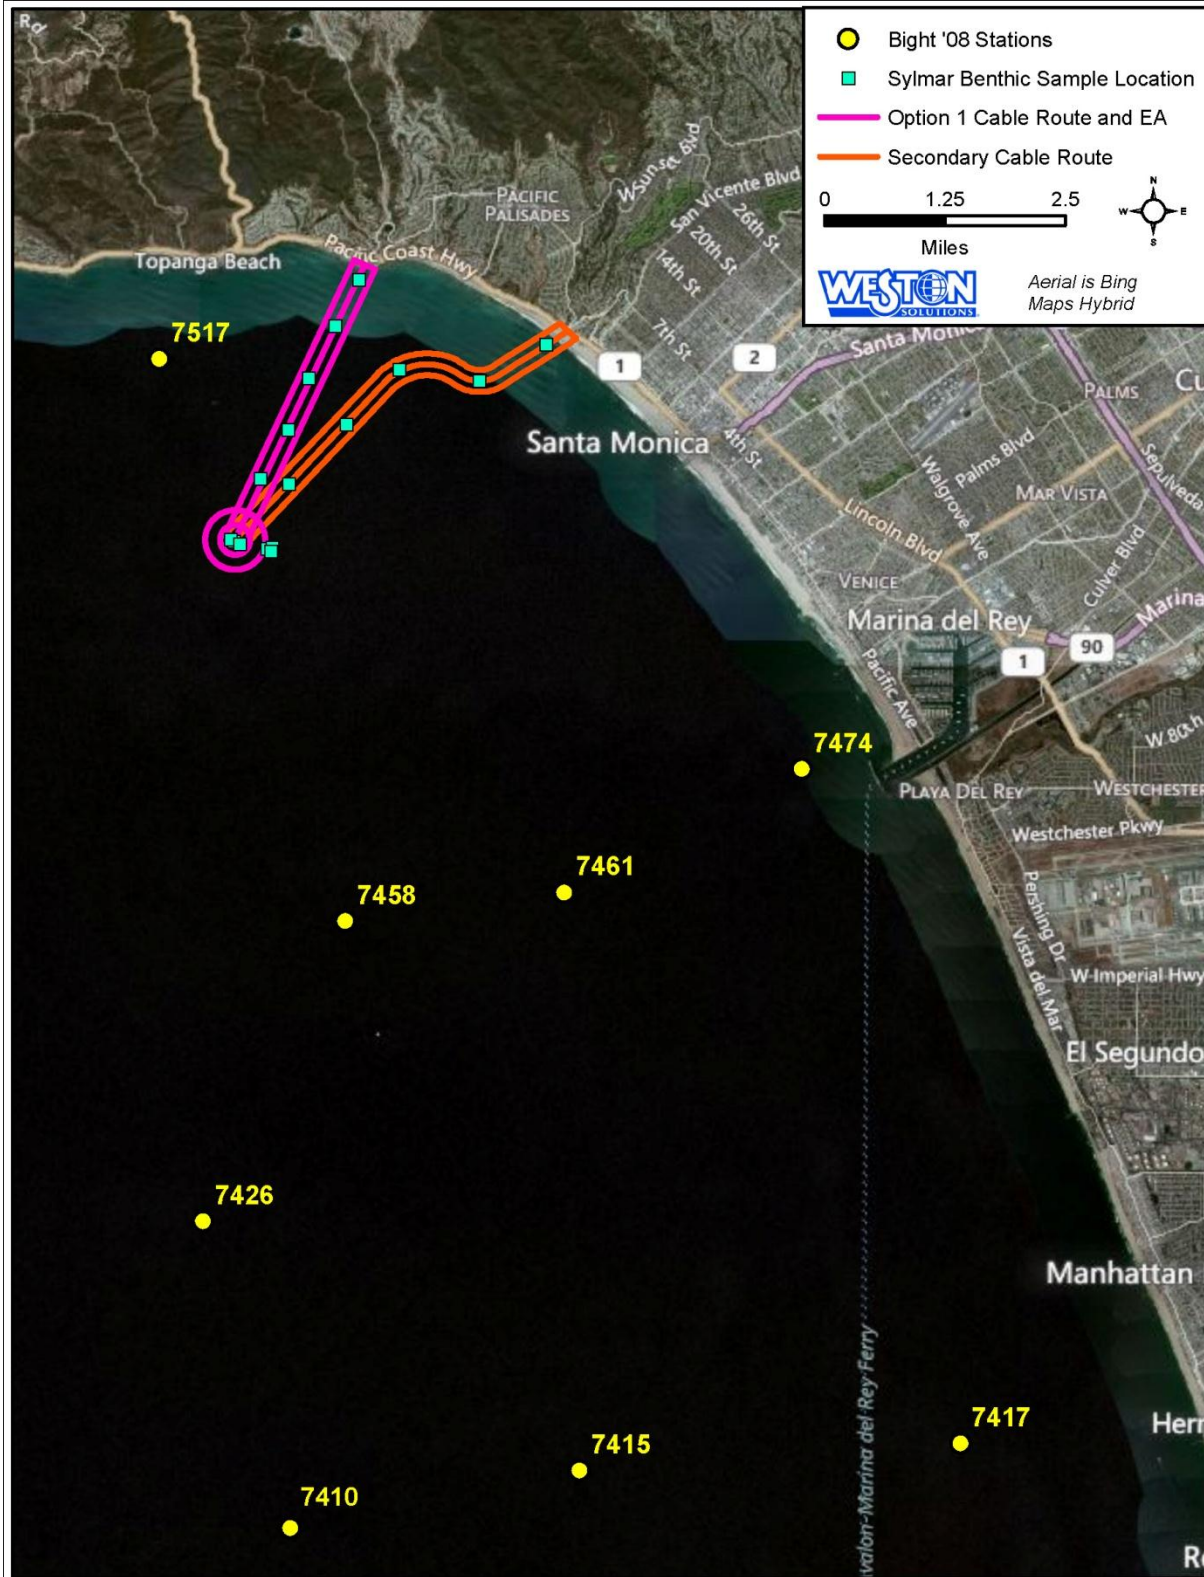 Rd
Bight '08 Stations
Sylmar Benthic Sample Location
Option 1 Cable Route and EA
Secondary Cable Route
0 1.25 2.5
Miles
N
W E
S
WESTON
SOLUTIONS
Aerial is Bing
Maps Hybrid
W Sunset Blvd
PACIFIC
PALISADES
San Vicente Blvd
26th St
20th St
14th St
7th St
Pacific Coast Hwy
Topanga Beach
7517
1
2
Santa Monica
PALMS
Santa Monica
4th St
Palms Blvd
Walgrove Ave
MAR VISTA
Sepulveda
Lincoln Blvd
Culver Blvd
VENICE
Marina
Marina del Rey
90
1
Pacific Ave
W 80th
7474
PLAYA DEL REY
WESTCHESTER
Westchester Pkwy
7461
7458
Pershing Dr
Vista del Mar
W Imperial Hwy
El Segundo
7426
Manhattan
valon-Marina del Rey Ferry
7417
7415
7410